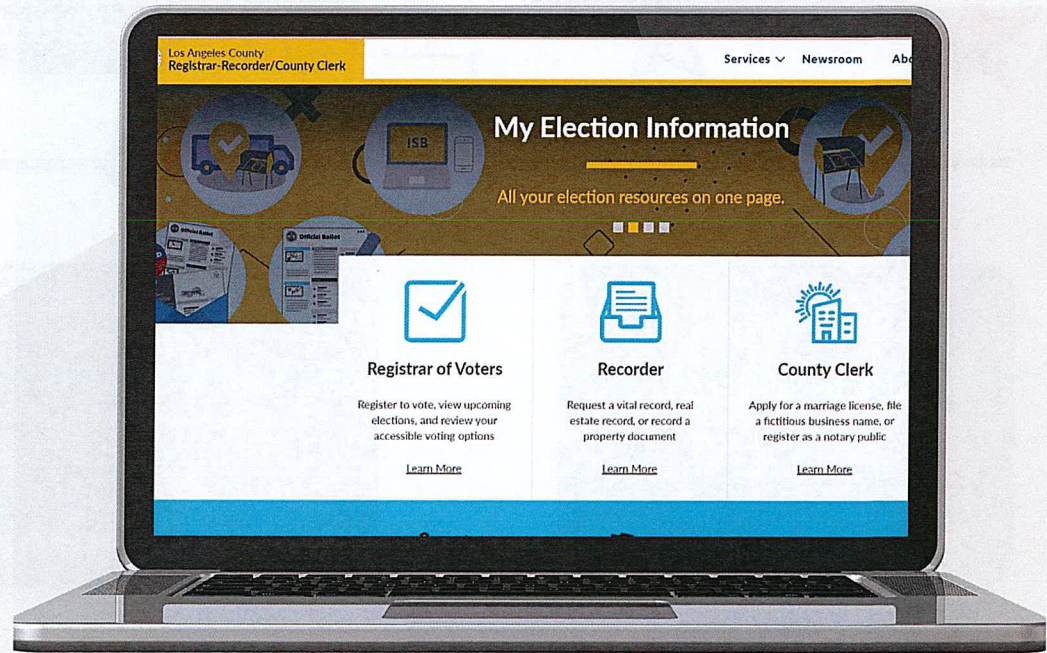 Los Angeles County
Registrar-Recorder/County Clerk
Services
Newsroom
My Election Information
ISB
All your election resources on one page.
Official Ballot
Official Ballot
Registrar of Voters
Register to vote, view upcoming
elections, and review your
accessible voting options
Learn More
Recorder
Request a vital record, real
estate record, or record a
property document
Learn More
County Clerk
Apply for a marriage license, file
a fictitious business name, or
register as a notary public
Learn More